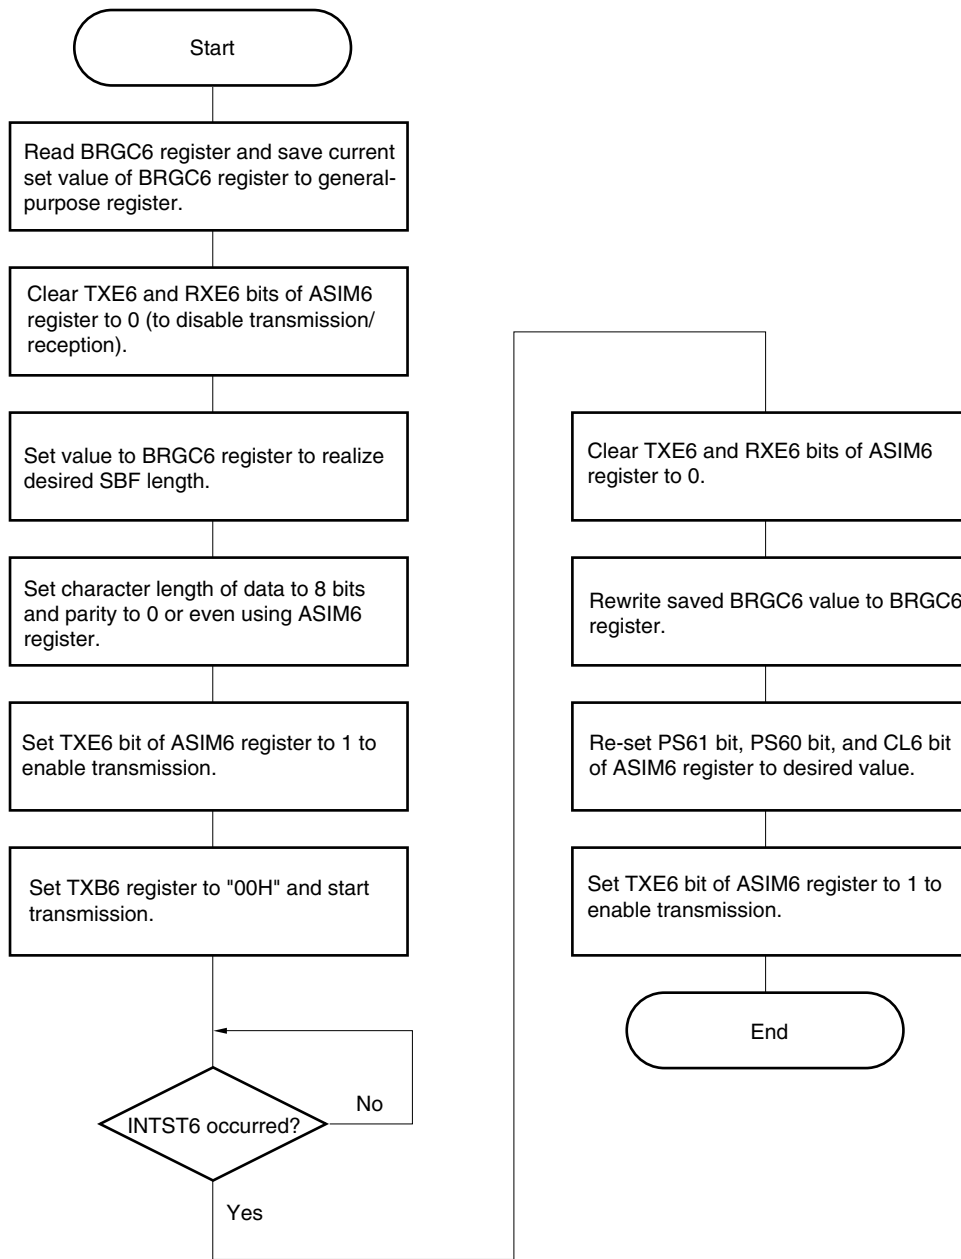 Start
Read BRGC6 register and save current
set value of BRGC6 register to general-
purpose register.
Clear TXE6 and RXE6 bits of ASIM6
register to 0 (to disable transmission/
reception).
Set value to BRGC6 register to realize
desired SBF length.
Set character length of data to 8 bits
and parity to 0 or even using ASIM6
register.
Set TXE6 bit of ASIM6 register to 1 to
enable transmission.
Set TXB6 register to "00H" and start
transmission.
INTST6 occurred?
No
Yes
Clear TXE6 and RXE6 bits of ASIM6
register to 0.
Rewrite saved BRGC6 value to BRGC6
register.
Re-set PS61 bit, PS60 bit, and CL6 bit
of ASIM6 register to desired value.
Set TXE6 bit of ASIM6 register to 1 to
enable transmission.
End